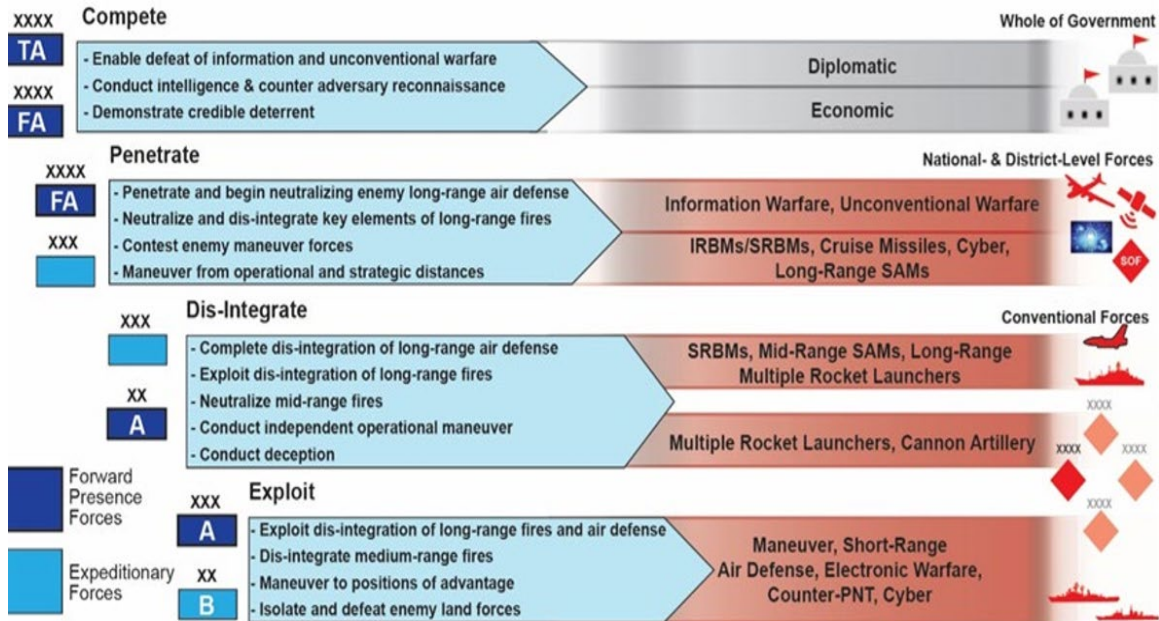 XXXX
Compete
TA
- Enable defeat of information and unconventional warfare
- Conduct intelligence & counter adversary reconnaissance
XXXX
- Demonstrate credible deterrent
FA
Whole of Government
Diplomatic
Economic
Penetrate
XXXX
FA
- Penetrate and begin neutralizing enemy long-range air defense
- Neutralize and dis-integrate key elements of long-range fires
XXX
- Contest enemy maneuver forces
- Maneuver from operational and strategic distances
National- & District-Level Forces
Information Warfare, Unconventional Warfare
IRBMs/SRBMs, Cruise Missiles, Cyber,
Long-Range SAMs
SOF
Dis-Integrate
XXX
- Complete dis-integration of long-range air defense
- Exploit dis-integration of long-range fires
XX
- Neutralize mid-range fires
A
- Conduct independent operational maneuver
- Conduct deception
Conventional Forces
SRBMs, Mid-Range SAMs, Long-Range
Multiple Rocket Launchers
Multiple Rocket Launchers, Cannon Artillery
XXXX
XXXX
XXXX
XXXX
Forward
Presence
Forces
Expeditionary
Forces
Exploit
XXX
A
- Exploit dis-integration of long-range fires and air defense
- Dis-integrate medium-range fires
XX
- Maneuver to positions of advantage
B
- Isolate and defeat enemy land forces
Maneuver, Short-Range
Air Defense, Electronic Warfare,
Counter-PNT, Cyber